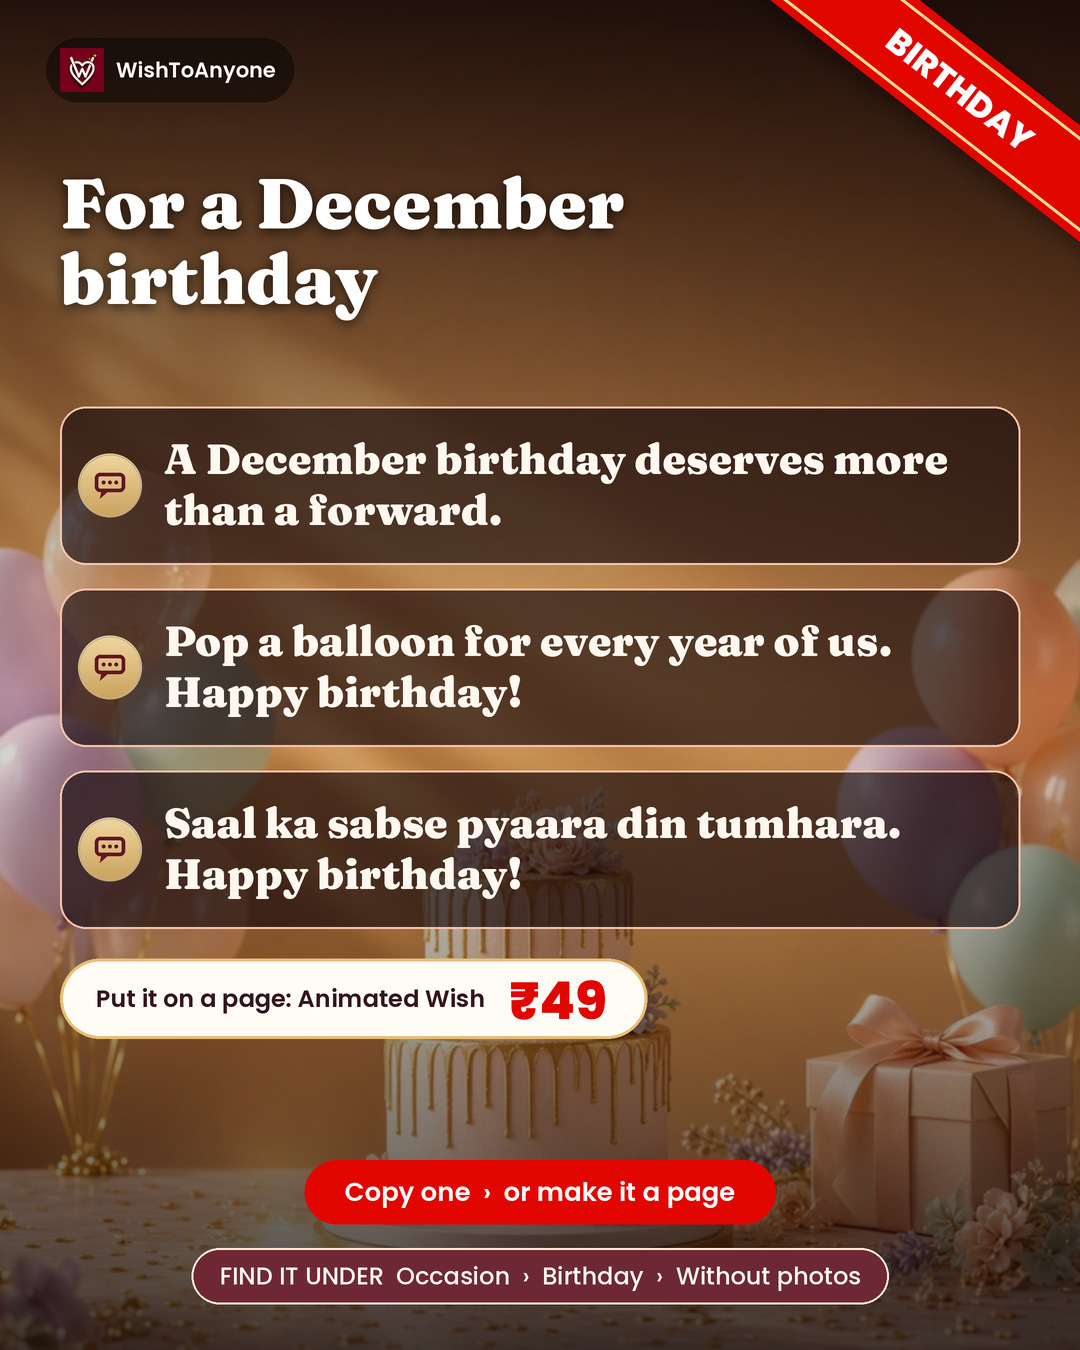 WishToAnyone
BIRTHDAY
For a December
birthday
A December birthday deserves more
than a forward.
Pop a balloon for every year of us.
Happy birthday!
Saal ka sabse pyaara din tumhara.
Happy birthday!
Put it on a page: Animated Wish ₹49
Copy one › or make it a page
FIND IT UNDER Occasion › Birthday › Without photos